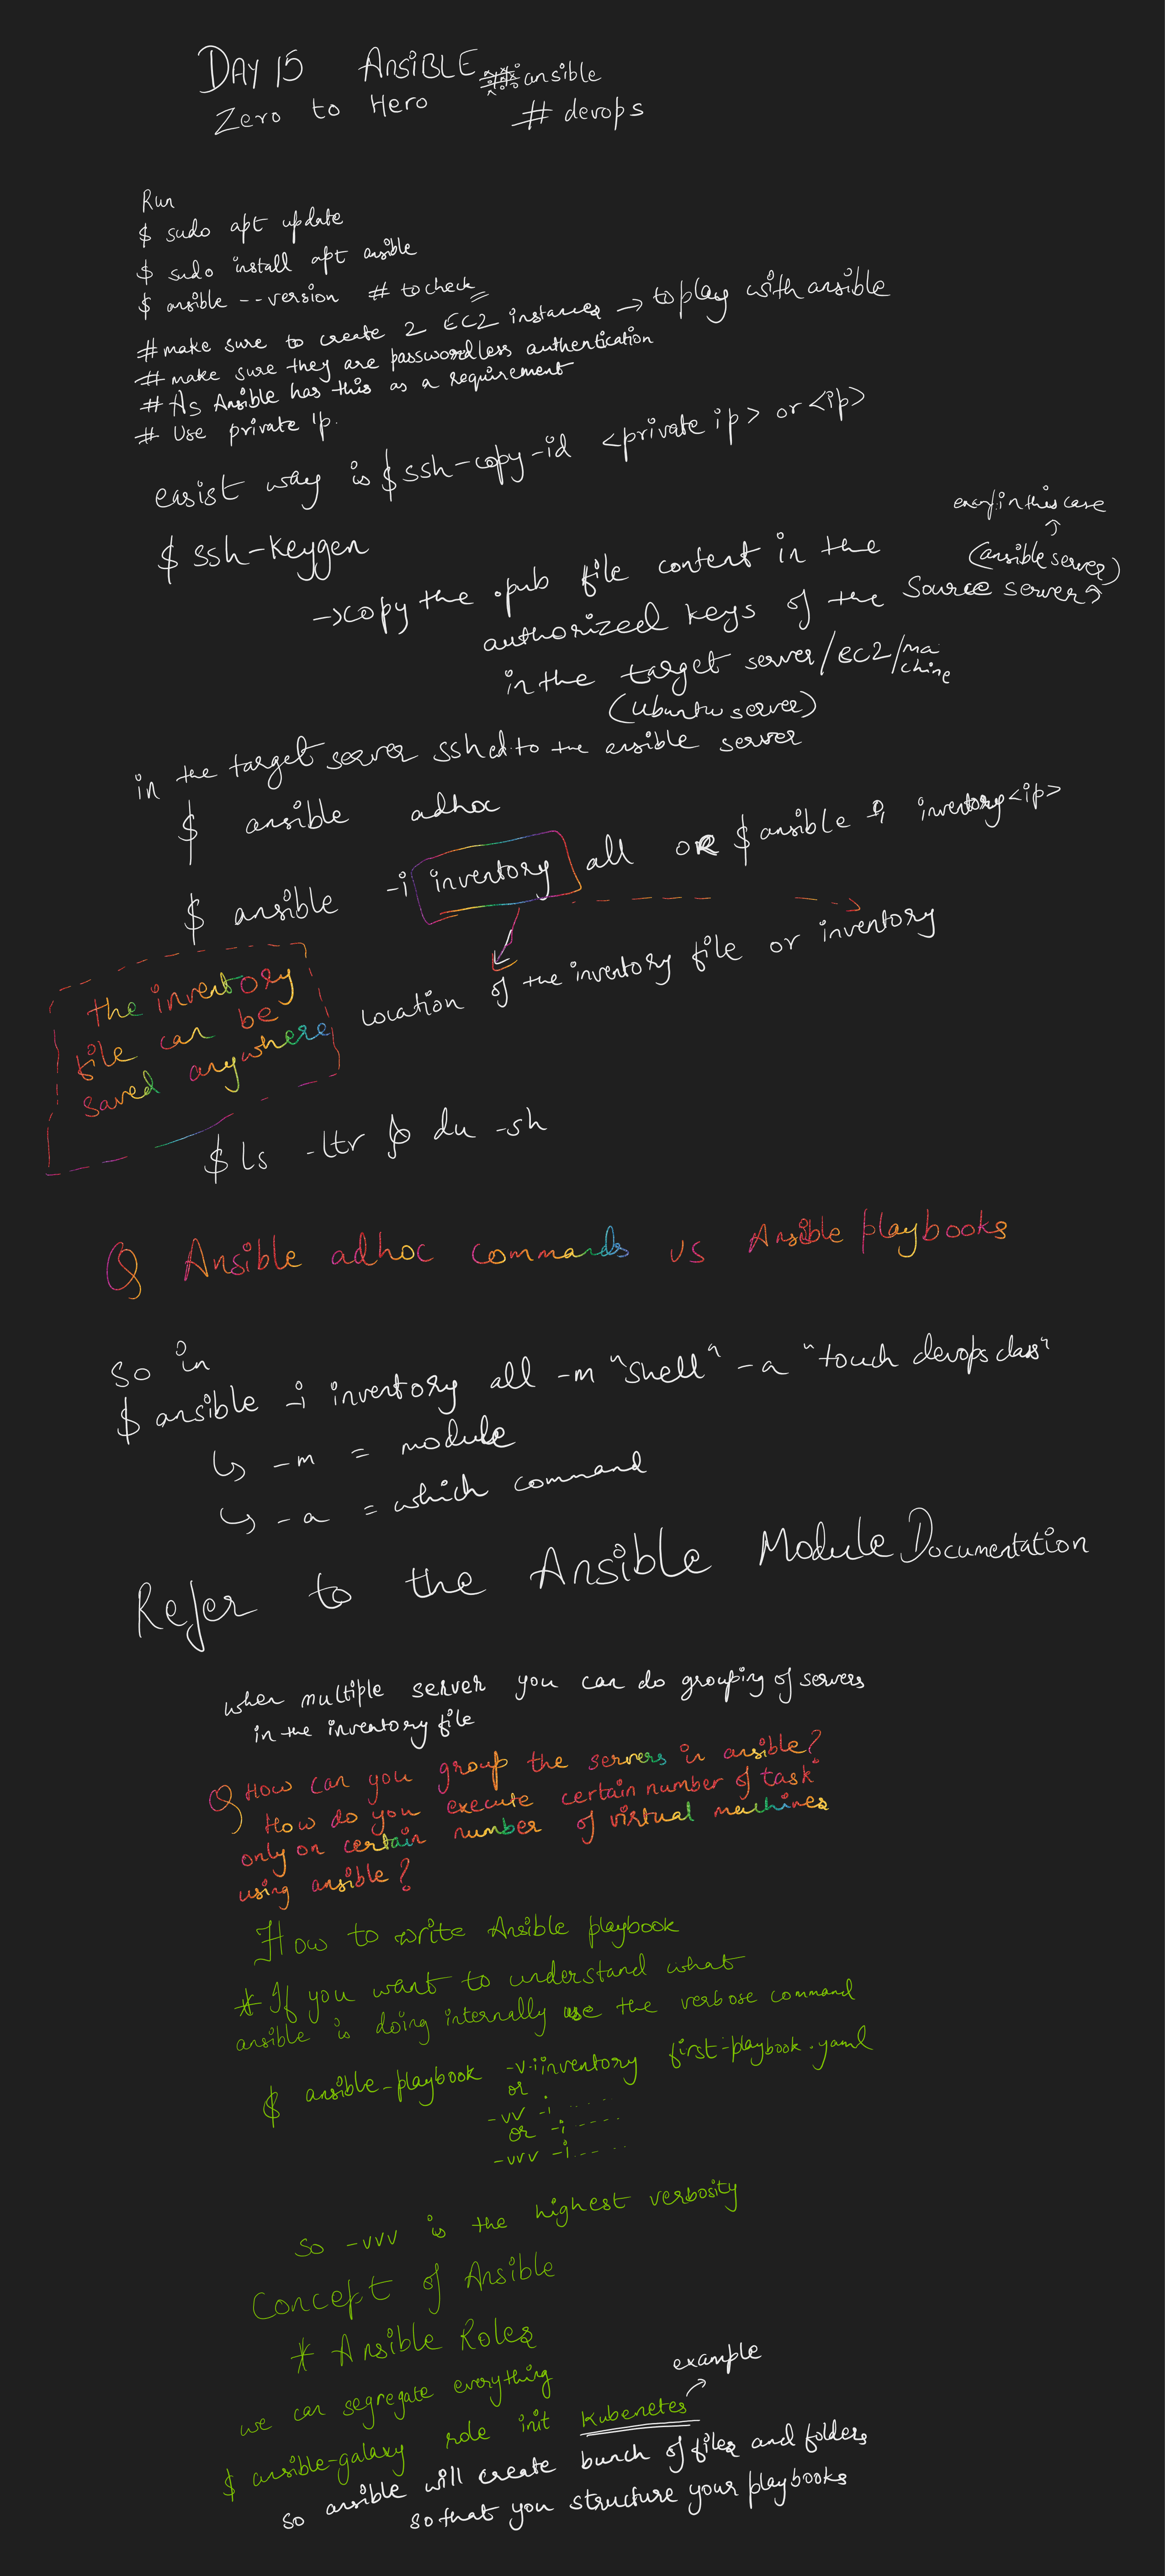 DAY 15 ANSiBLE #ansible
Zero to Hero # devops
Run
$ sudo apt update
$ sudo install apt ansible
$ ansible --version # to check
# make sure to create 2 EC2 instances → to play with ansible
# make sure they are passwordless authentication
# As Ansible has this as a requirement
# Use private ip.
easist way is $ ssh-copy-id <private ip> or <ip>
$ ssh-keygen
→ copy the .pub file content in the
authorized keys of the source server →
(ansible server)
in this case
in the target server/EC2/ma
chine
(Ubuntu server)
in the target server sshed to the ansible server
$ ansible adhoc
$ ansible -i inventory all OR $ ansible -i inventory <ip>
location of the inventory file or inventory
the inventory
file can be
saved anywhere
$ ls -ltr $ du -sh
Q Ansible adhoc commands vs Ansible playbooks
so in
$ ansible -i inventory all -m "shell" -a "touch devopsclass"
↳ -m = module
↳ -a = which command
Refer to the Ansible Module Documentation
when multiple server you can do grouping of servers
in the inventory file
Q How can you group the servers in ansible?
How do you execute certain number of task
only on certain number of virtual machines
using ansible?
How to write Ansible playbook
* If you want to understand what
ansible is doing internally use the verbose command
$ ansible-playbook -v -i inventory first-playbook.yaml
or
-vv -i .....
or -i ----
-vvv -i .....
so -vvv is the highest verbosity
Concept of Ansible
* Ansible Roles
example
we can segregate everything
$ ansible-galaxy role init Kubenetes
so ansible will create bunch of files and folders
so that you structure your playbooks